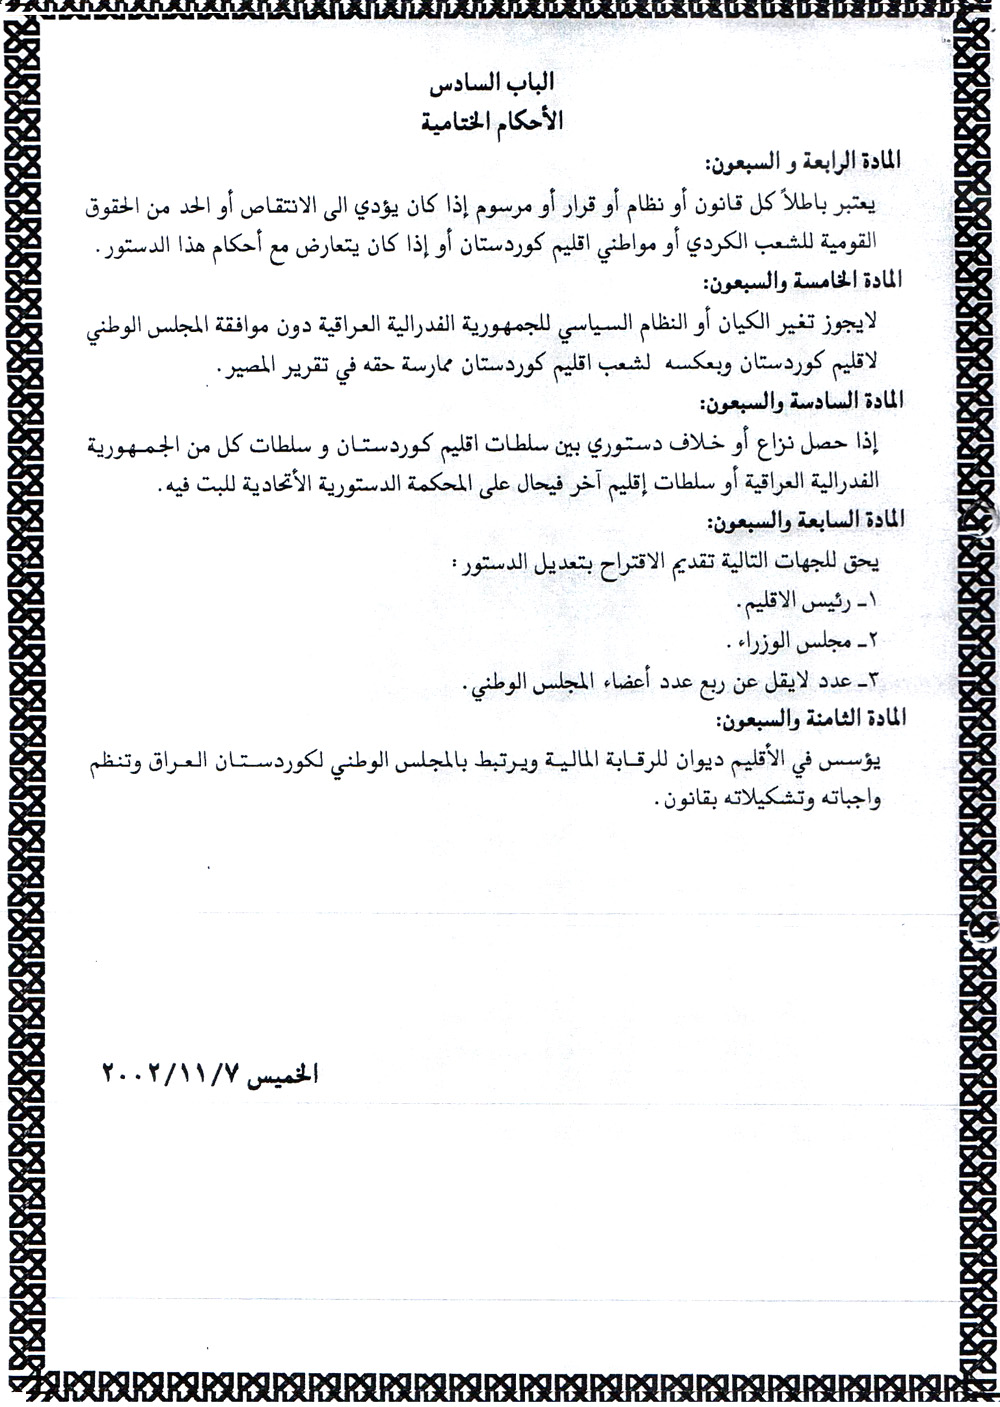 الباب السادس
الأحكام الختامية
المادة الرابعة و السبعون:
يعتبر باطلاً كل قانون أو نظام أو قرار أو مرسوم إذا كان يؤدي الى الانتقاص أو الحد من الحقوق
القومية للشعب الكردي أو مواطني اقليم كوردستان أو إذا كان يتعارض مع أحكام هذا الدستور.
المادة الخامسة والسبعون:
لايجوز تغير الكيان أو النظام السياسي للجمهورية الفدرالية العراقية دون موافقة المجلس الوطني
لاقليم كوردستان وبعكسه لشعب اقليم كوردستان ممارسة حقه في تقرير المصير.
المادة السادسة والسبعون:
إذا حصل نزاع أو خلاف دستوري بين سلطات اقليم كوردستان و سلطات كل من الجمهورية
الفدرالية العراقية أو سلطات إقليم آخر فيحال على المحكمة الدستورية الأتحادية للبت فيه.
المادة السابعة والسبعون:
يحق للجهات التالية تقديم الاقتراح بتعديل الدستور:
١ـ رئيس الاقليم.
٢ـ مجلس الوزراء .
٣ـ عدد لايقل عن ربع عدد أعضاء المجلس الوطني.
المادة الثامنة والسبعون:
يؤسس في الأقليم ديوان للرقابة المالية ويرتبط بالمجلس الوطني لكوردستان العراق وتنظم
واجباته وتشكيلاته بقانون.
الخميس ٢٠٠٢/١١/٧